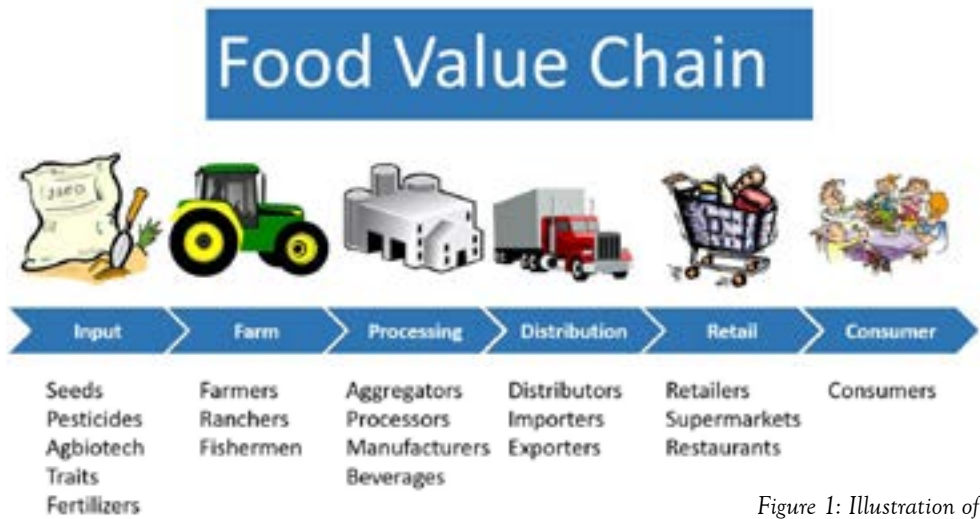 Food Value Chain
Input
Farm
Processing
Distribution
Retail
Consumer
Seeds
Pesticides
Agbiotech
Traits
Fertilizers
Farmers
Ranchers
Fishermen
Aggregators
Processors
Manufacturers
Beverages
Distributors
Importers
Exporters
Retailers
Supermarkets
Restaurants
Consumers
Figure 1: Illustration of